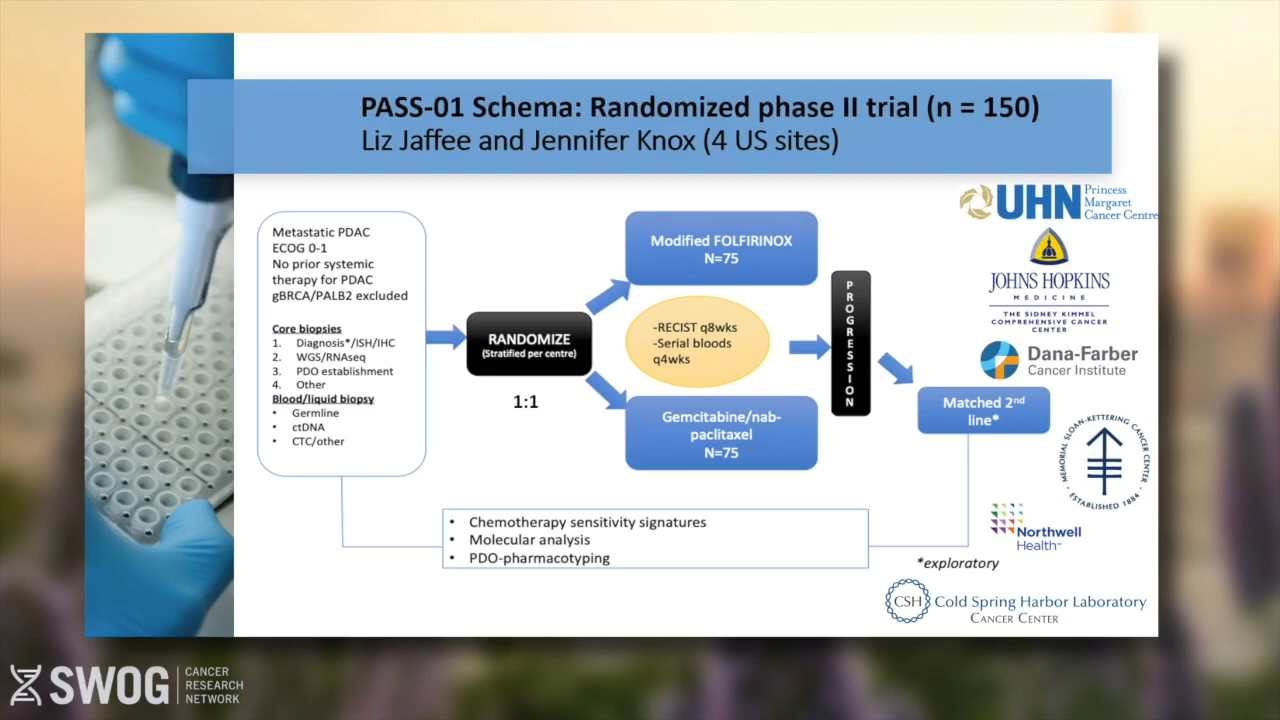 PASS-01 Schema: Randomized phase II trial (n = 150)
Liz Jaffee and Jennifer Knox (4 US sites)
UHN Princess
Margaret
Cancer Centre
Metastatic PDAC
ECOG 0-1
No prior systemic
therapy for PDAC
gBRCA/PALB2 excluded
Core biopsies
1. Diagnosis*/ISH/IHC
2. WGS/RNAseq
3. PDO establishment
4. Other
Blood/liquid biopsy
• Germline
• ctDNA
• CTC/other
RANDOMIZE
(Stratified per centre)
1:1
Modified FOLFIRINOX
N=75
-RECIST q8wks
-Serial bloods
q4wks
Gemcitabine/nab-
paclitaxel
N=75
PROGRESSION
Matched 2nd
line*
JOHNS HOPKINS
MEDICINE
THE SIDNEY KIMMEL
COMPREHENSIVE CANCER
CENTER
Dana-Farber
Cancer Institute
MEMORIAL SLOAN-KETTERING CANCER CENTER
· ESTABLISHED 1884 ·
Northwell
Health℠
• Chemotherapy sensitivity signatures
• Molecular analysis
• PDO-pharmacotyping
*exploratory
CSH Cold Spring Harbor Laboratory
CANCER CENTER
SWOG CANCER
RESEARCH
NETWORK